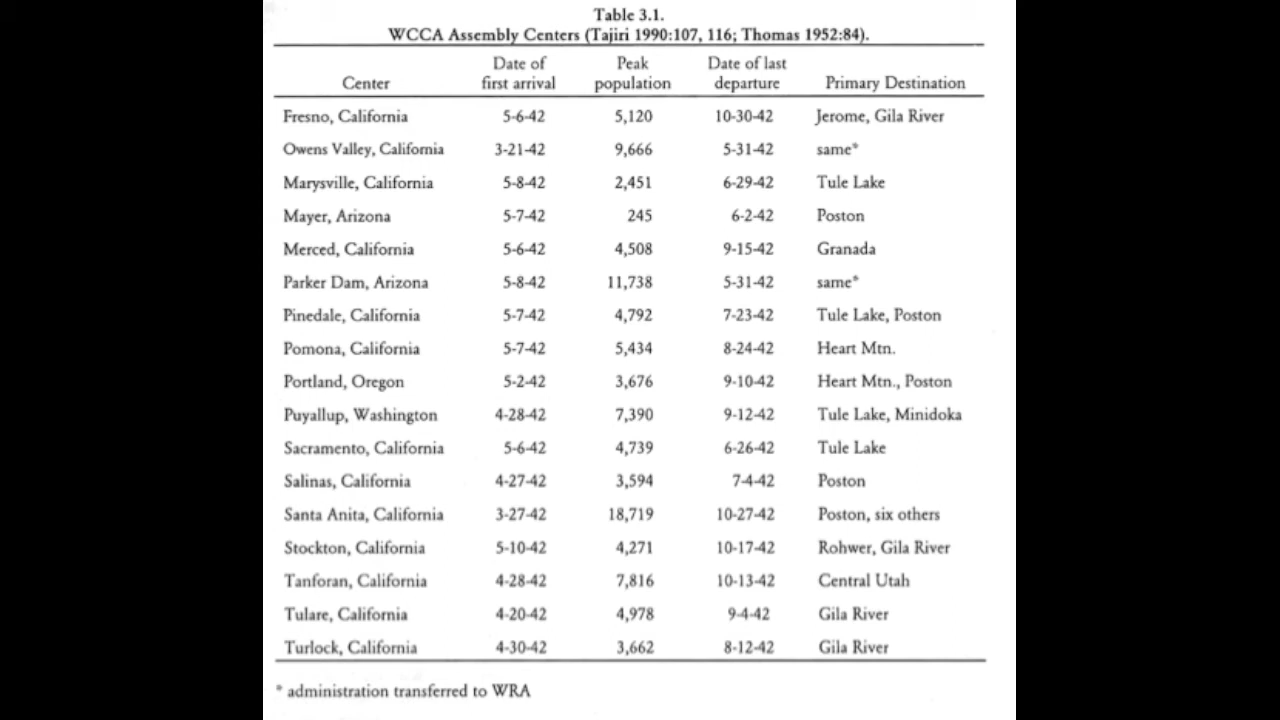 Table 3.1.
WCCA Assembly Centers (Tajiri 1990:107, 116; Thomas 1952:84).
Center Date of first arrival Peak population Date of last departure Primary Destination
Fresno, California 5-6-42 5,120 10-30-42 Jerome, Gila River
Owens Valley, California 3-21-42 9,666 5-31-42 same*
Marysville, California 5-8-42 2,451 6-29-42 Tule Lake
Mayer, Arizona 5-7-42 245 6-2-42 Poston
Merced, California 5-6-42 4,508 9-15-42 Granada
Parker Dam, Arizona 5-8-42 11,738 5-31-42 same*
Pinedale, California 5-7-42 4,792 7-23-42 Tule Lake, Poston
Pomona, California 5-7-42 5,434 8-24-42 Heart Mtn.
Portland, Oregon 5-2-42 3,676 9-10-42 Heart Mtn., Poston
Puyallup, Washington 4-28-42 7,390 9-12-42 Tule Lake, Minidoka
Sacramento, California 5-6-42 4,739 6-26-42 Tule Lake
Salinas, California 4-27-42 3,594 7-4-42 Poston
Santa Anita, California 3-27-42 18,719 10-27-42 Poston, six others
Stockton, California 5-10-42 4,271 10-17-42 Rohwer, Gila River
Tanforan, California 4-28-42 7,816 10-13-42 Central Utah
Tulare, California 4-20-42 4,978 9-4-42 Gila River
Turlock, California 4-30-42 3,662 8-12-42 Gila River
* administration transferred to WRA